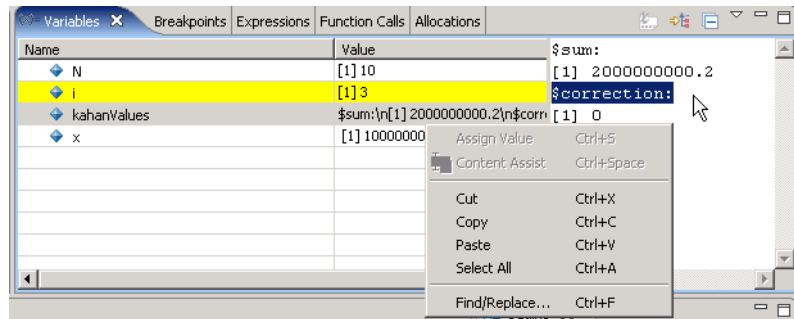 Variables Breakpoints Expressions Function Calls Allocations
Name Value
N [1] 10
i [1] 3
kahanValues $sum:\n[1] 2000000000.2\n$corr
x [1] 10000000
$sum:
[1] 2000000000.2
$correction:
[1] 0
Assign Value Ctrl+S
Content Assist Ctrl+Space
Cut Ctrl+X
Copy Ctrl+C
Paste Ctrl+V
Select All Ctrl+A
Find/Replace... Ctrl+F